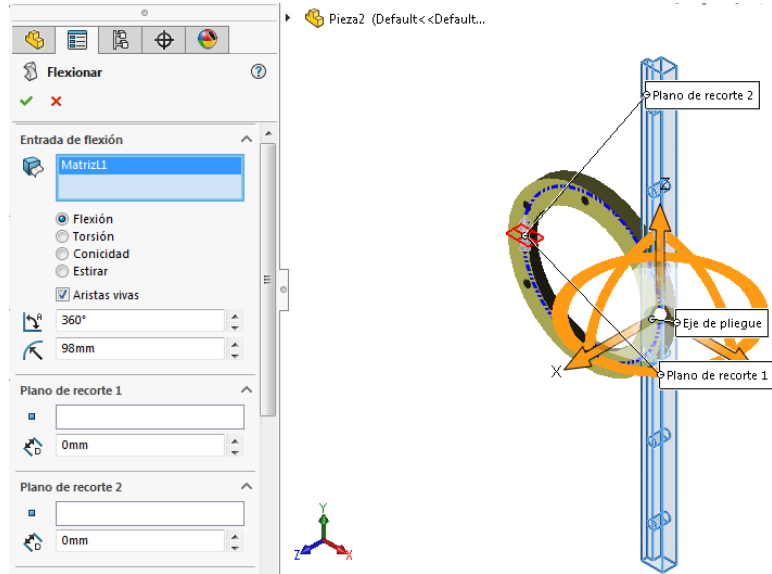 Pieza2 (Default<<Default...
Flexionar
Entrada de flexión
MatrizL1
Flexión
Torsión
Conicidad
Estirar
Aristas vivas
A
360°
98mm
Plano de recorte 1
D
0mm
Plano de recorte 2
D
0mm
Plano de recorte 2
Z
Eje de pliegue
X
Plano de recorte 1
Y
Z
X